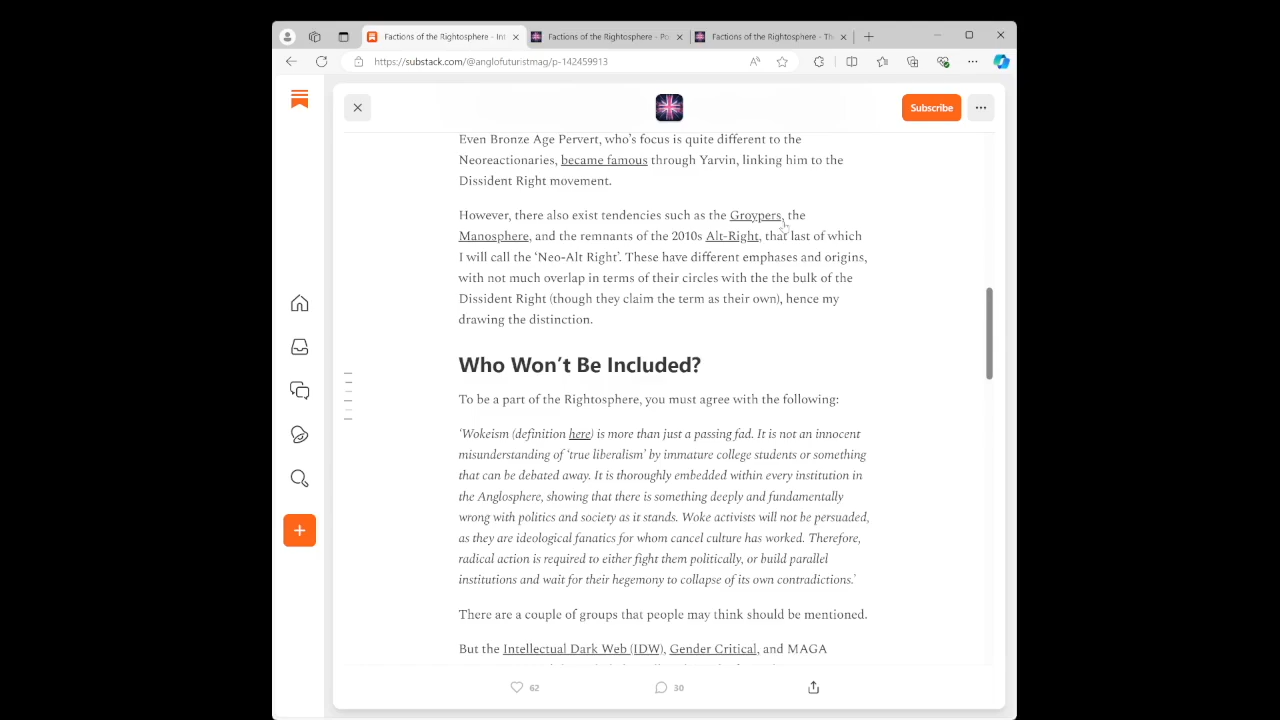 Factions of the Rightosphere - Int
Factions of the Rightosphere - Po
Factions of the Rightosphere - Th
https://substack.com/@anglofuturistmag/p-142459913
Subscribe
Even Bronze Age Pervert, who's focus is quite different to the
Neoreactionaries, became famous through Yarvin, linking him to the
Dissident Right movement.
However, there also exist tendencies such as the Groypers, the
Manosphere, and the remnants of the 2010s Alt-Right, that last of which
I will call the ‘Neo-Alt Right’. These have different emphases and origins,
with not much overlap in terms of their circles with the the bulk of the
Dissident Right (though they claim the term as their own), hence my
drawing the distinction.
Who Won’t Be Included?
To be a part of the Rightosphere, you must agree with the following:
‘Wokeism (definition here) is more than just a passing fad. It is not an innocent
misunderstanding of ‘true liberalism’ by immature college students or something
that can be debated away. It is thoroughly embedded within every institution in
the Anglosphere, showing that there is something deeply and fundamentally
wrong with politics and society as it stands. Woke activists will not be persuaded,
as they are ideological fanatics for whom cancel culture has worked. Therefore,
radical action is required to either fight them politically, or build parallel
institutions and wait for their hegemony to collapse of its own contradictions.’
There are a couple of groups that people may think should be mentioned.
But the Intellectual Dark Web (IDW), Gender Critical, and MAGA
62
30